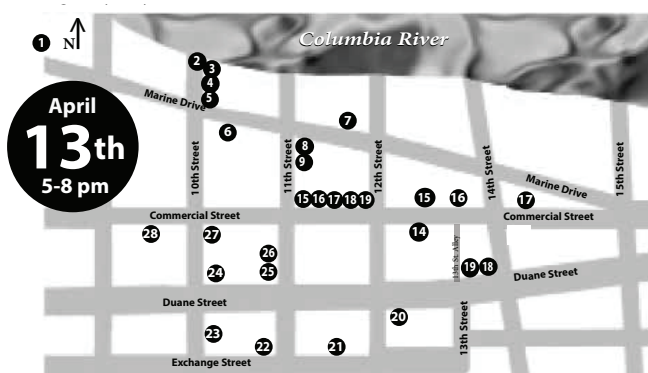 1
N
Columbia River
2
3
4
5
April
13th
5-8 pm
Marine Drive
6
7
8
9
10th Street
11th Street
12th Street
14th Street
15th Street
Marine Drive
15 16 17 18 19
15
16
17
Commercial Street
Commercial Street
28
27
14
26
25
24
13th St. Alley
19 18
Duane Street
Duane Street
20
13th Street
23
22
21
Exchange Street